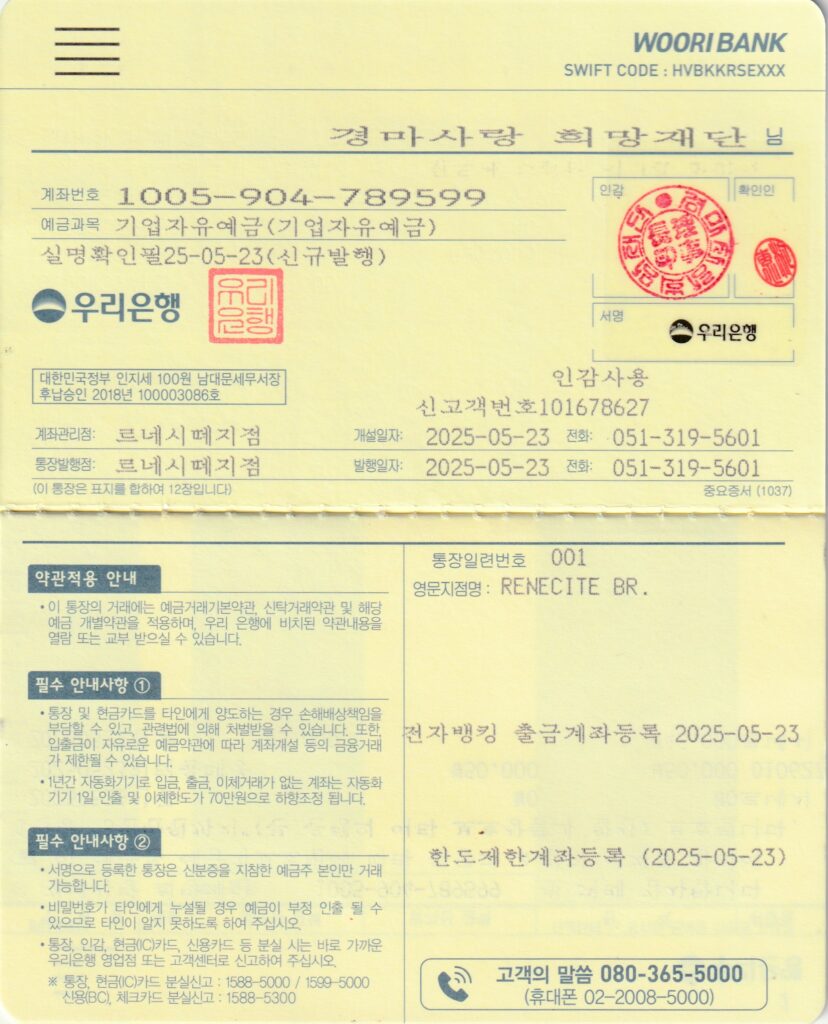 WOORI BANK
SWIFT CODE : HVBKKRSEXXX
경마사랑 희망재단 님
계좌번호 1005-904-789599
예금과목 기업자유예금(기업자유예금)
실명확인필25-05-23(신규발행)
인감
확인인
우리은행
우리은행
서명
우리은행
대한민국정부 인지세 100원 남대문세무서장
후납승인 2018년 100003086호
인감사용
신고객번호101678627
계좌관리점: 르네시떼지점 개설일자: 2025-05-23 전화: 051-319-5601
통장발행점: 르네시떼지점 발행일자: 2025-05-23 전화: 051-319-5601
(이 통장은 표지를 합하여 12장입니다)
중요증서 (1037)
약관적용 안내
• 이 통장의 거래에는 예금거래기본약관, 신탁거래약관 및 해당
예금 개별약관을 적용하며, 우리 은행에 비치된 약관내용을
열람 또는 교부 받으실 수 있습니다.
필수 안내사항 ①
• 통장 및 현금카드를 타인에게 양도하는 경우 손해배상책임을
부담할 수 있고, 관련법에 의해 처벌받을 수 있습니다. 또한,
입출금이 자유로운 예금약관에 따라 계좌개설 등의 금융거래
가 제한될 수 있습니다.
• 1년간 자동화기기로 입금, 출금, 이체거래가 없는 계좌는 자동화
기기 1일 인출 및 이체한도가 70만원으로 하향조정 됩니다.
필수 안내사항 ②
• 서명으로 등록한 통장은 신분증을 지참한 예금주 본인만 거래
가능합니다.
• 비밀번호가 타인에게 누설될 경우 예금이 부정 인출 될 수
있으므로 타인이 알지 못하도록 하여 주십시오.
• 통장, 인감, 현금(IC)카드, 신용카드 등 분실 시는 바로 가까운
우리은행 영업점 또는 고객센터로 신고하여 주십시오.
※ 통장, 현금(IC)카드 분실신고 : 1588-5000 / 1599-5000
신용(BC), 체크카드 분실신고 : 1588-5300
통장일련번호 001
영문지점명 : RENECITE BR.
전자뱅킹 출금계좌등록 2025-05-23
한도제한계좌등록 (2025-05-23)
고객의 말씀 080-365-5000
(휴대폰 02-2008-5000)